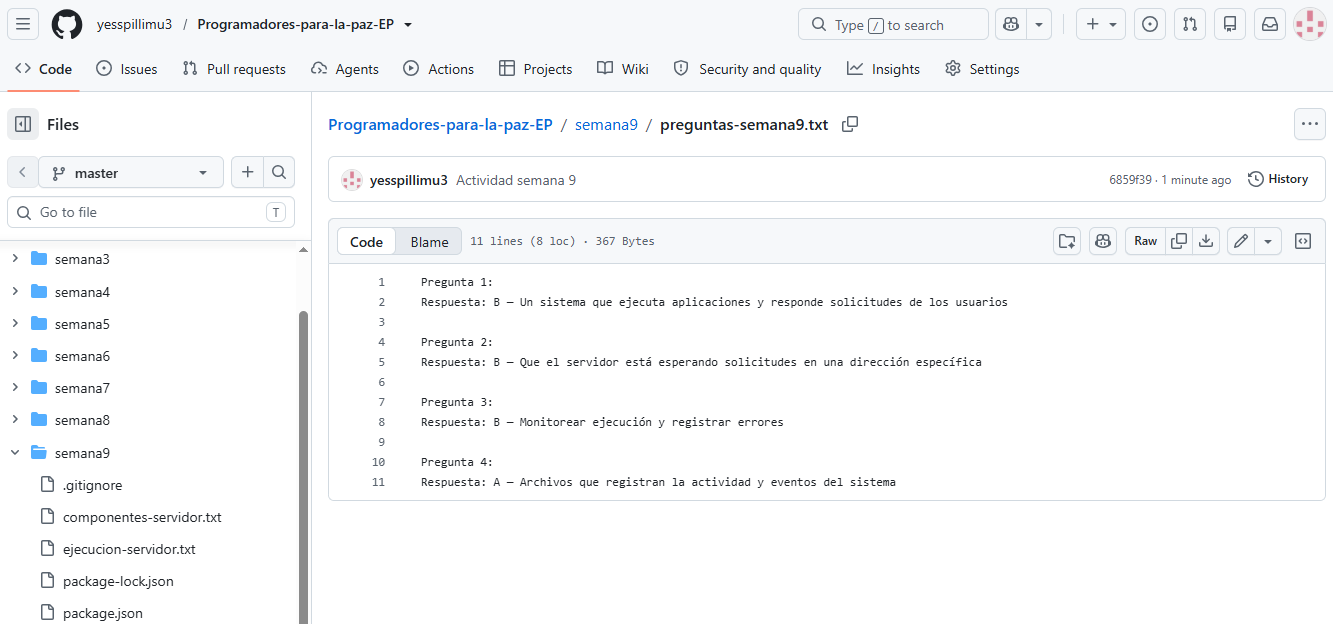 yesspillimu3 / Programadores-para-la-paz-EP
Type / to search
Code
Issues
Pull requests
Agents
Actions
Projects
Wiki
Security and quality
Insights
Settings
Files
master
Go to file
T
semana3
semana4
semana5
semana6
semana7
semana8
semana9
.gitignore
componentes-servidor.txt
ejecucion-servidor.txt
package-lock.json
package.json
Programadores-para-la-paz-EP / semana9 / preguntas-semana9.txt
yesspillimu3 Actividad semana 9
6859f39 · 1 minute ago
History
Code
Blame
11 lines (8 loc) · 367 Bytes
Raw
1 Pregunta 1:
2 Respuesta: B – Un sistema que ejecuta aplicaciones y responde solicitudes de los usuarios
3
4 Pregunta 2:
5 Respuesta: B – Que el servidor está esperando solicitudes en una dirección específica
6
7 Pregunta 3:
8 Respuesta: B – Monitorear ejecución y registrar errores
9
10 Pregunta 4:
11 Respuesta: A – Archivos que registran la actividad y eventos del sistema